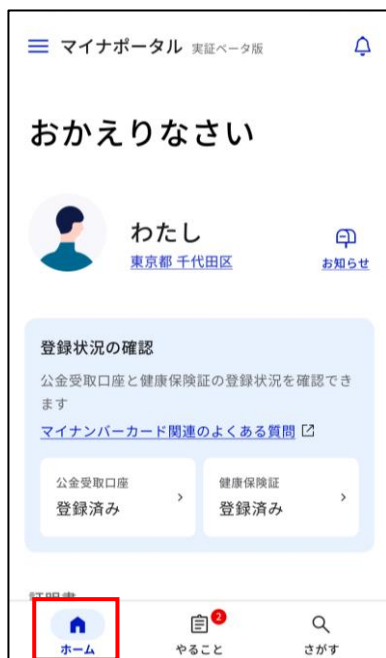 マイナポータル 実証ベータ版
おかえりなさい
わたし
東京都 千代田区
お知らせ
登録状況の確認
公金受取口座と健康保険証の登録状況を確認でき
ます
マイナンバーカード関連のよくある質問
公金受取口座
登録済み
健康保険証
登録済み
証明書
2
ホーム
やること
さがす